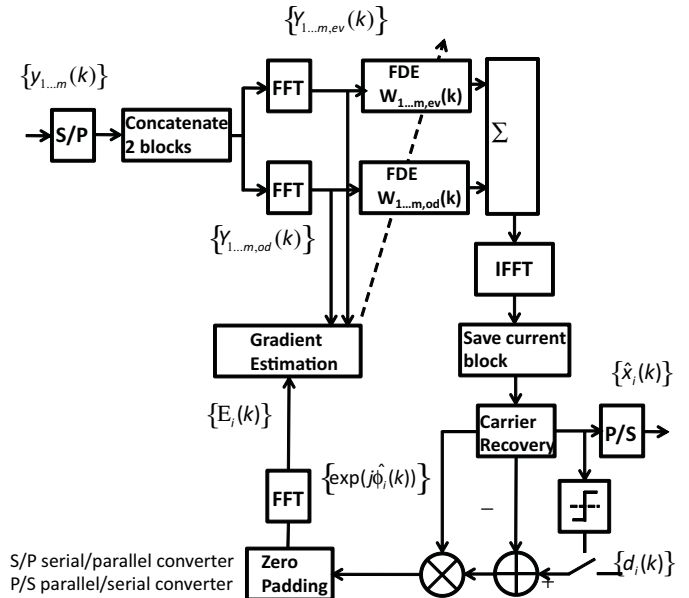 {Y1...m,ev(k)}
{y1...m(k)}
S/P
Concatenate
2 blocks
FFT
FDE
W1...m,ev(k)
FFT
FDE
W1...m,od(k)
Σ
{Y1...m,od(k)}
IFFT
Gradient
Estimation
Save current
block
{x̂i(k)}
{Ei(k)}
Carrier
Recovery
P/S
FFT
{exp(jϕ̂i(k))}
−
S/P serial/parallel converter
P/S parallel/serial converter
Zero
Padding
+
{di(k)}